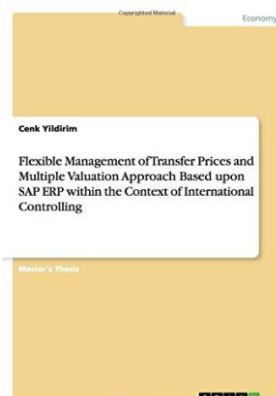 Copyrighted Material
Economy
Cenk Yildirim
Flexible Management of Transfer Prices and
Multiple Valuation Approach Based upon
SAP ERP within the Context of International
Controlling
Master's Thesis